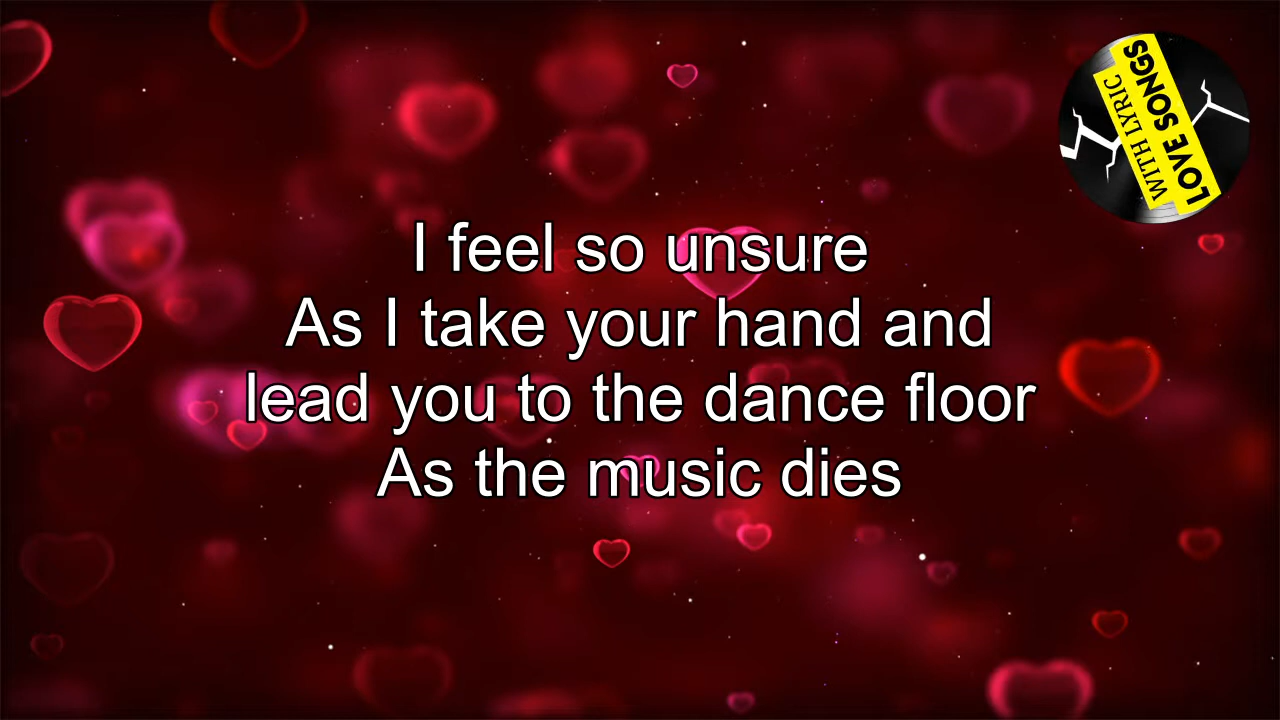 WITH LYRIC
LOVE SONGS
I feel so unsure
As I take your hand and
lead you to the dance floor
As the music dies